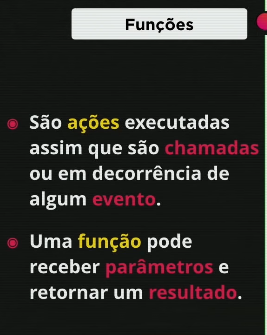 Funções
São ações executadas
assim que são chamadas
ou em decorrência de
algum evento.
Uma função pode
receber parâmetros e
retornar um resultado.